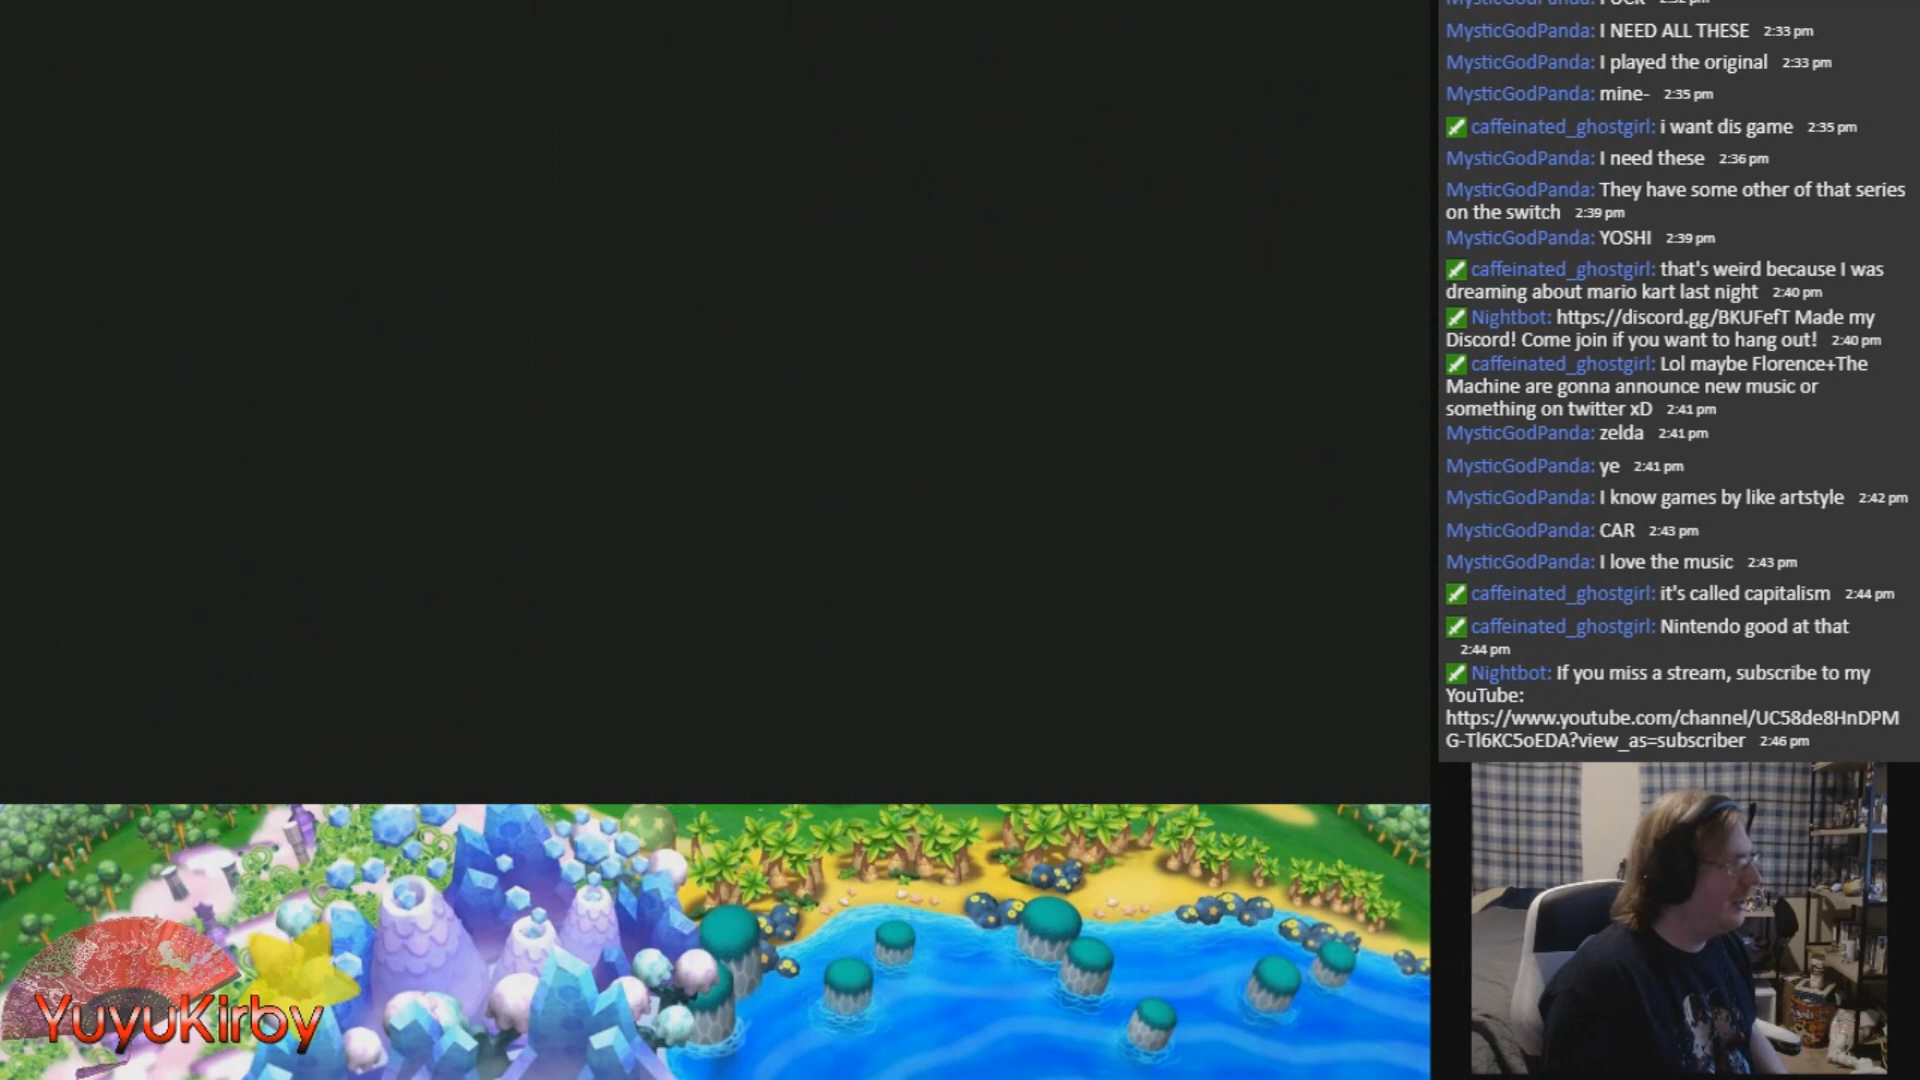 MysticGodPanda: FUCK 2:32 pm
MysticGodPanda: I NEED ALL THESE 2:33 pm
MysticGodPanda: I played the original 2:33 pm
MysticGodPanda: mine- 2:35 pm
caffeinated_ghostgirl: i want dis game 2:35 pm
MysticGodPanda: I need these 2:36 pm
MysticGodPanda: They have some other of that series
on the switch 2:39 pm
MysticGodPanda: YOSHI 2:39 pm
caffeinated_ghostgirl: that's weird because I was
dreaming about mario kart last night 2:40 pm
Nightbot: https://discord.gg/BKUFefT Made my
Discord! Come join if you want to hang out! 2:40 pm
caffeinated_ghostgirl: Lol maybe Florence+The
Machine are gonna announce new music or
something on twitter xD 2:41 pm
MysticGodPanda: zelda 2:41 pm
MysticGodPanda: ye 2:41 pm
MysticGodPanda: I know games by like artstyle 2:42 pm
MysticGodPanda: CAR 2:43 pm
MysticGodPanda: I love the music 2:43 pm
caffeinated_ghostgirl: it's called capitalism 2:44 pm
caffeinated_ghostgirl: Nintendo good at that
2:44 pm
Nightbot: If you miss a stream, subscribe to my
YouTube:
https://www.youtube.com/channel/UC58de8HnDPM
G-Tl6KC5oEDA?view_as=subscriber 2:46 pm
YuyuKirby